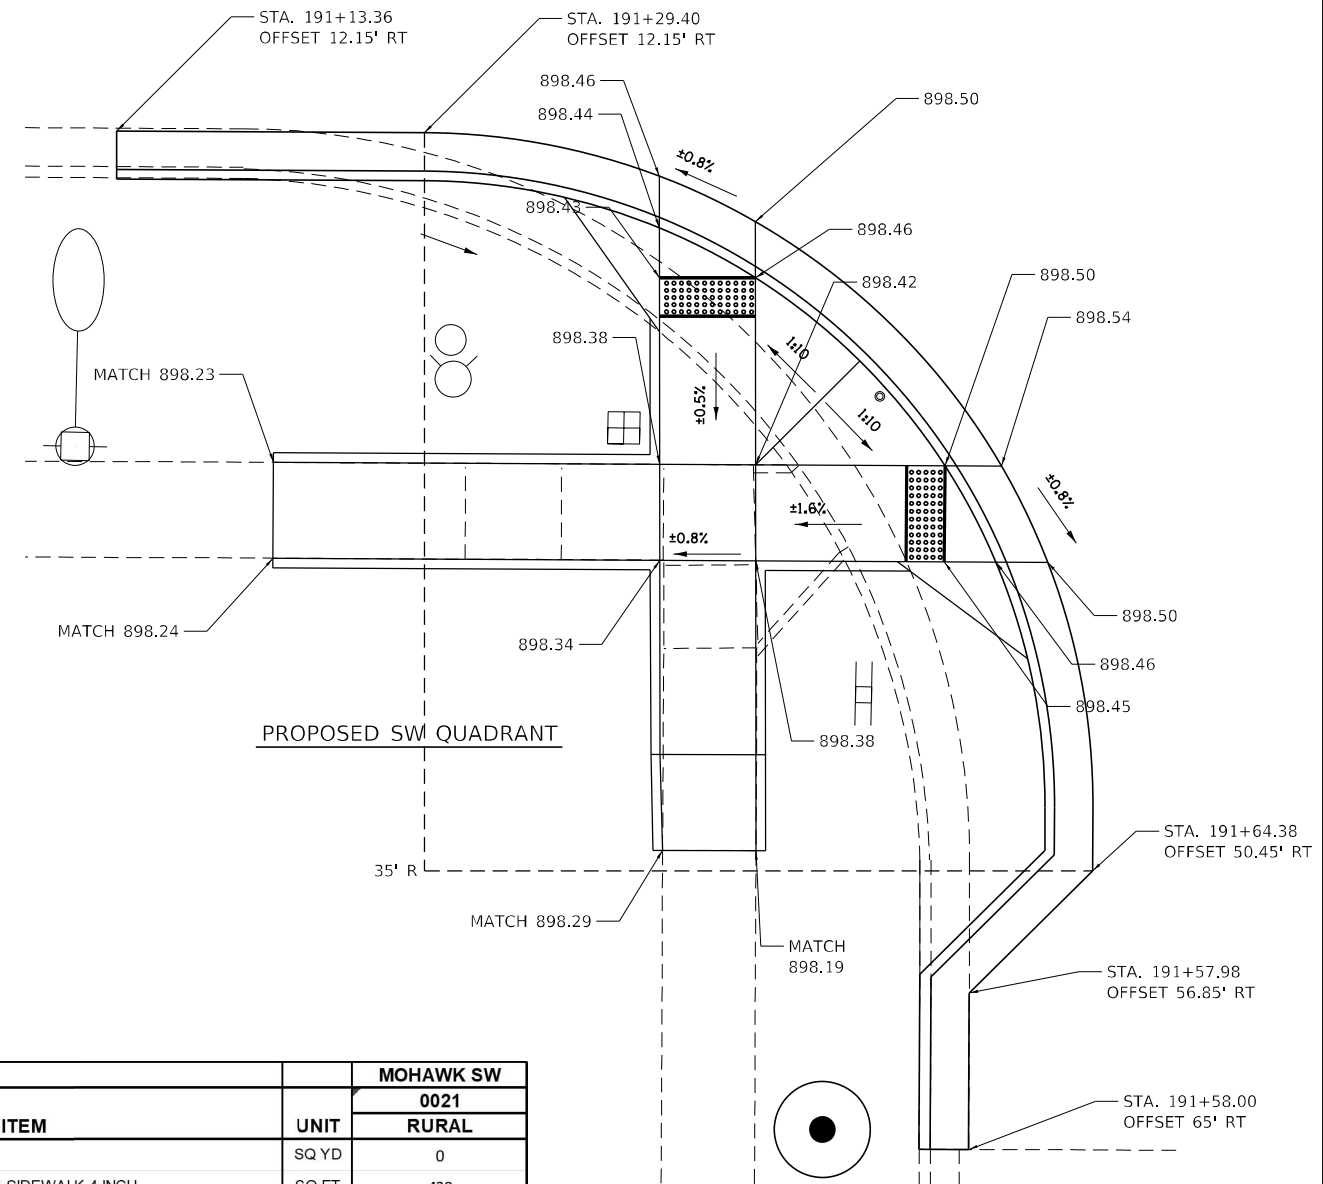 STA. 191+13.36
OFFSET 12.15' RT
STA. 191+29.40
OFFSET 12.15' RT
898.46
898.44
898.50
±0.8%
898.43
898.46
898.42
898.50
898.54
898.38
1:10
1:10
MATCH 898.23
±0.5%
±0.8%
±1.6%
±0.8%
MATCH 898.24
898.34
898.50
898.46
898.45
PROPOSED SW QUADRANT
898.38
STA. 191+64.38
OFFSET 50.45' RT
35' R
MATCH 898.29
MATCH
898.19
STA. 191+57.98
OFFSET 56.85' RT
STA. 191+58.00
OFFSET 65' RT
MOHAWK SW
0021
ITEM UNIT RURAL
SQ YD 0
SIDEWALK 4 INCH SQ FT